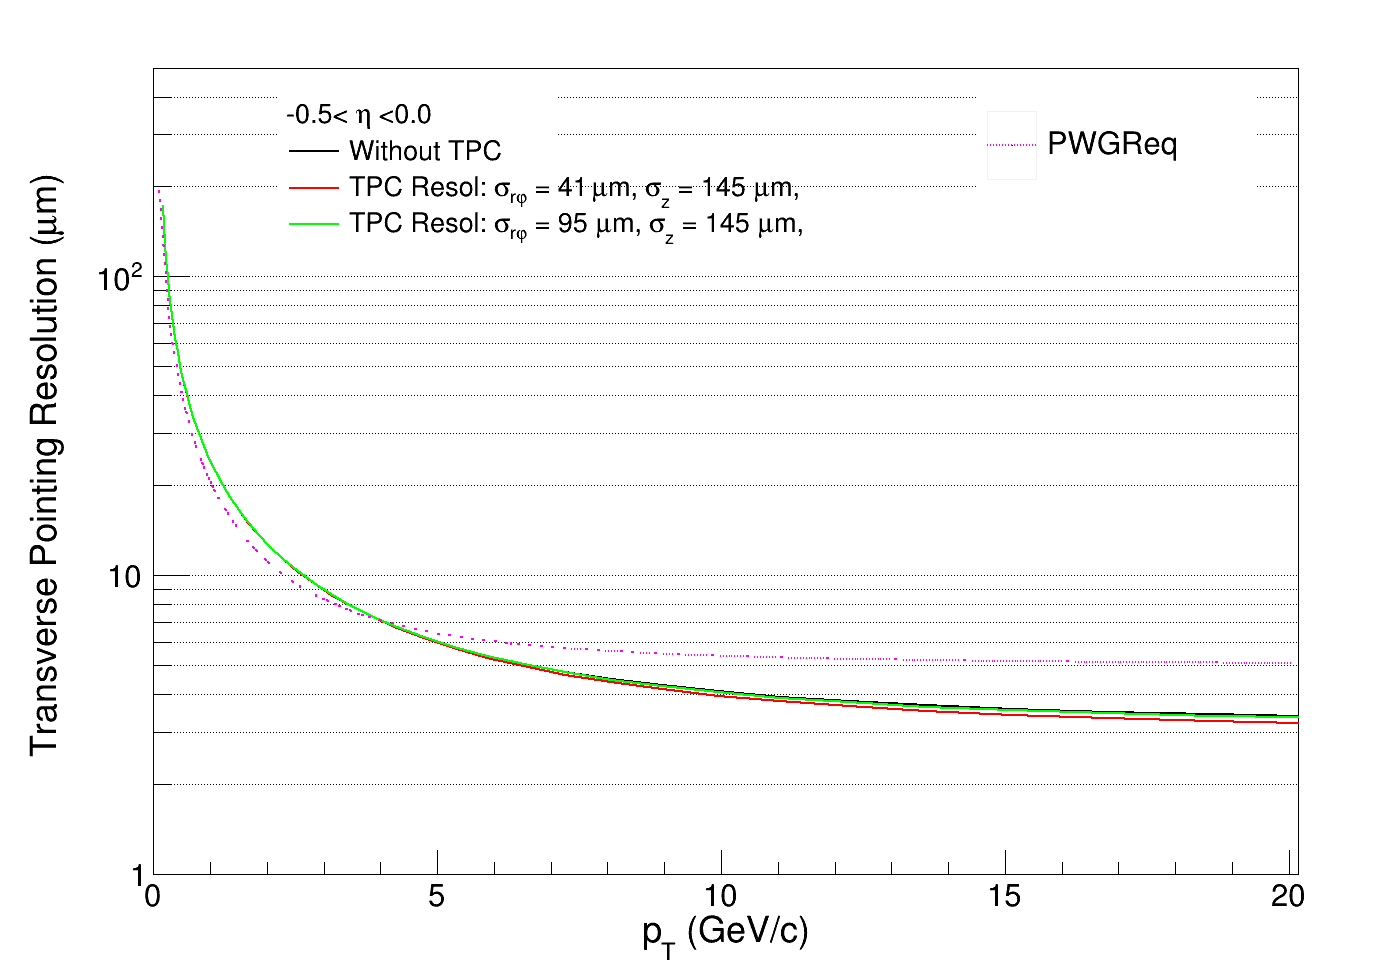 -0.5< η <0.0
Without TPC
TPC Resol: σrφ = 41 μm, σz = 145 μm,
TPC Resol: σrφ = 95 μm, σz = 145 μm,
PWGReq
Transverse Pointing Resolution (μm)
10²
10
1
0 5 10 15 20
pT (GeV/c)